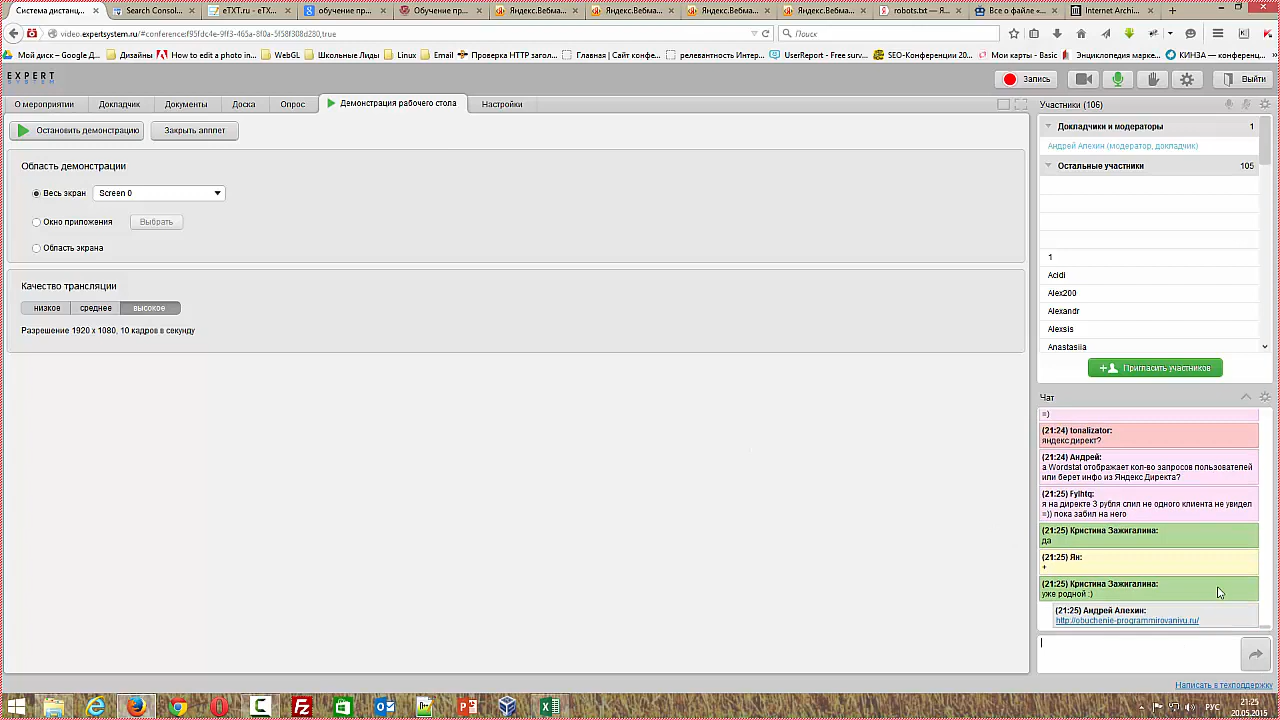 Система дистанц...
Search Consol...
eTXT.ru - eTX...
обучение пр...
Обучение пр...
Яндекс.Вебма...
Яндекс.Вебм...
Яндекс.Вебм...
Яндекс.Вебм...
robots.txt — Я...
Все о файле «...
Internet Archi...
video.expertsystem.ru/#conference:f95fdc4e-9ff3-465a-8f0a-5f58f308d280,true
Поиск
Мой диск – Google D...
Дизайны
How to edit a photo in...
WebGL
Школьные Лиды
Linux
Email
Проверка HTTP загол...
Главная | Сайт конфе...
релевантность Интер...
UserReport - Free surv...
SEO-Конференции 20...
Мои карты - Basic
Энциклопедия марке...
КИНЗА — конференц...
EXPERT
SYSTEM
Запись
Выйти
О мероприятии
Докладчик
Документы
Доска
Опрос
Демонстрация рабочего стола
Настройки
Остановить демонстрацию
Закрыть апплет
Область демонстрации
Весь экран
Screen 0
Окно приложения
Выбрать
Область экрана
Качество трансляции
низкое
среднее
высокое
Разрешение 1920 x 1080, 10 кадров в секунду
Участники (106)
Докладчики и модераторы 1
Андрей Алехин (модератор, докладчик)
Остальные участники 105
1
Acidi
Alex200
Alexandr
Alexsis
Anastasiia
Пригласить участников
Чат
=)
(21:24) tonalizator:
яндекс директ?
(21:24) Андрей:
а Wordstat отображает кол-во запросов пользователей
или берет инфо из Яндекс Директа?
(21:25) Fylhtq:
я на директе 3 рубля спил не одного клиента не увидел
=)) пока забил на него
(21:25) Кристина Зажигалина:
да
(21:25) Ян:
+
(21:25) Кристина Зажигалина:
уже родной :)
(21:25) Андрей Алехин:
http://obuchenie-programmirovaniyu.ru/
Написать в техподдержку
РУС
21:25
20.05.2015